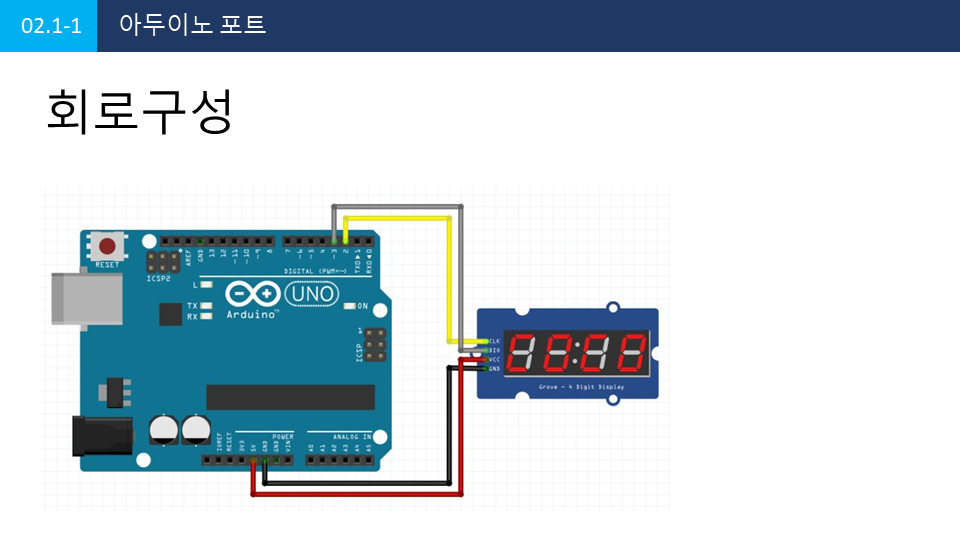 02.1-1
아두이노 포트
회로구성
RESET
ICSP2
AREF
GND
13
12
~11
~10
~9
8
7
~6
~5
4
~3
2
TX0▶1
RX0◀0
DIGITAL (PWM=~)
L
TX
RX
UNO
Arduino™
ON
1
ICSP
CLK
DIO
VCC
GND
Grove - 4 Digit Display
POWER
ANALOG IN
IOREF
RESET
3V3
5V
GND
GND
VIN
A0
A1
A2
A3
A4
A5